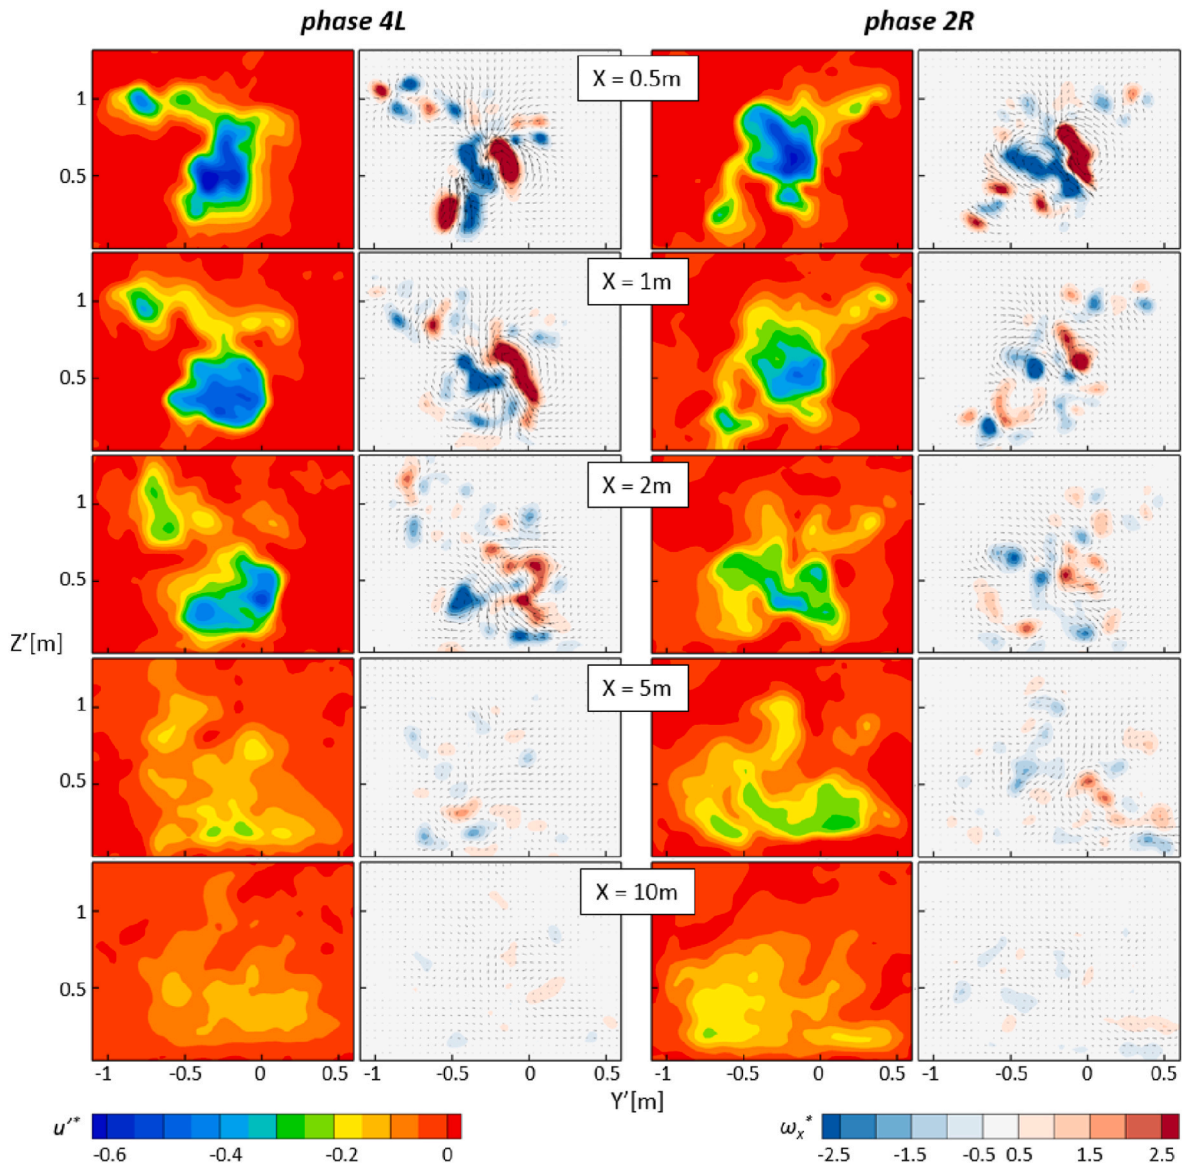 phase 4L phase 2R
X = 0.5m
1 
0.5
X = 1m
1
0.5
X = 2m
1
0.5
Z'[m]
X = 5m
1
0.5
X = 10m
1
0.5
-1 -0.5 0 0.5 -1 -0.5 0 0.5 -1 -0.5 0 0.5 -1 -0.5 0 0.5
Y'[m]
u'* ωx*
-0.6 -0.4 -0.2 0 -2.5 -1.5 -0.5 0.5 1.5 2.5